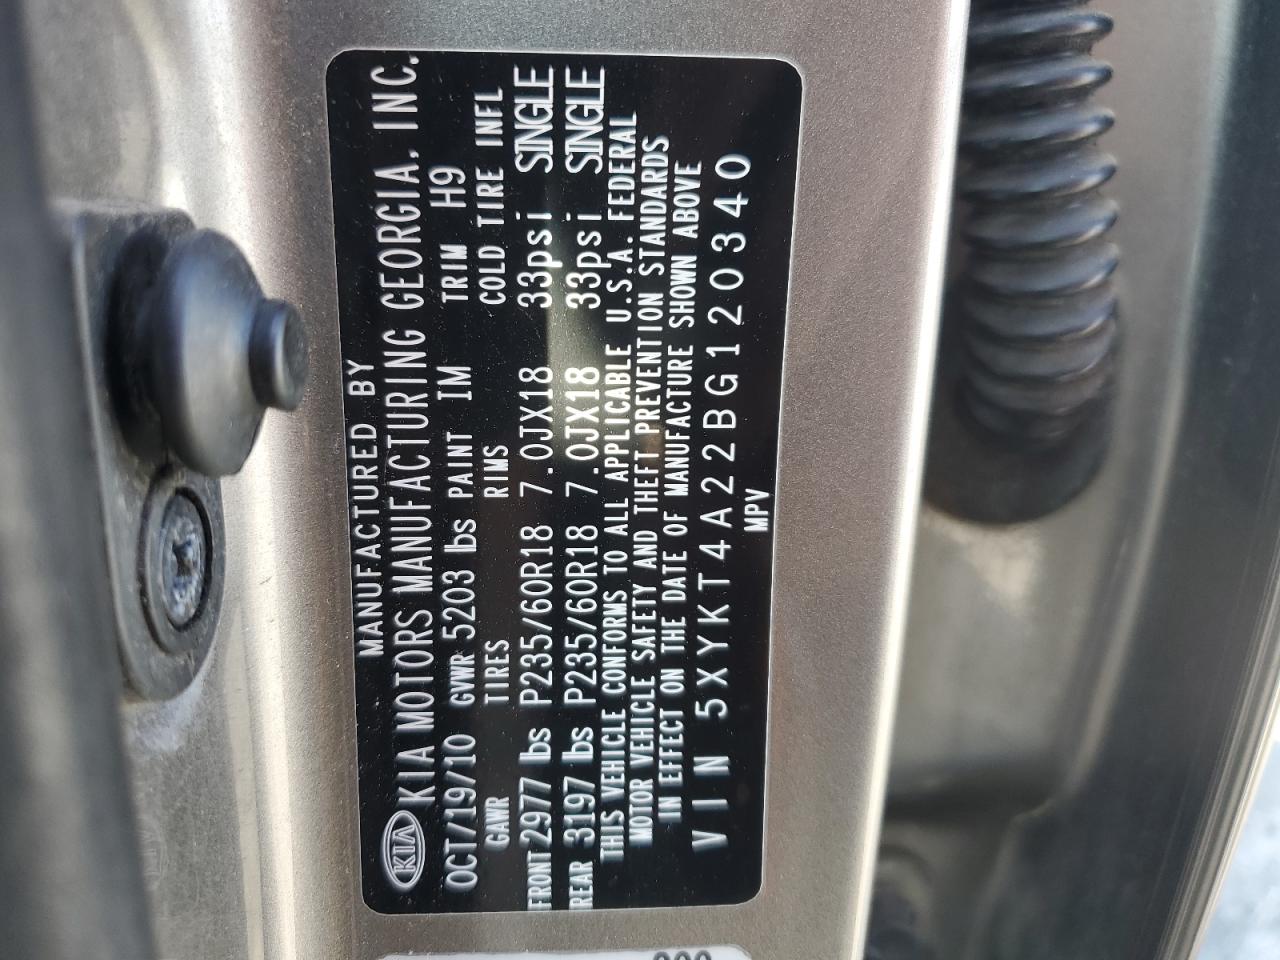 MANUFACTURED BY
KIA KIA MOTORS MANUFACTURING GEORGIA, INC.
OCT/19/10 GVWR 5203 lbs PAINT IM TRIM H9
GAWR TIRES RIMS COLD TIRE INFL
FRONT 2977 lbs P235/60R18 7.0JX18 33psi SINGLE
REAR 3197 lbs P235/60R18 7.0JX18 33psi SINGLE
THIS VEHICLE CONFORMS TO ALL APPLICABLE U.S.A. FEDERAL
MOTOR VEHICLE SAFETY AND THEFT PREVENTION STANDARDS
IN EFFECT ON THE DATE OF MANUFACTURE SHOWN ABOVE
VIN 5XYKT4A22BG120340
MPV